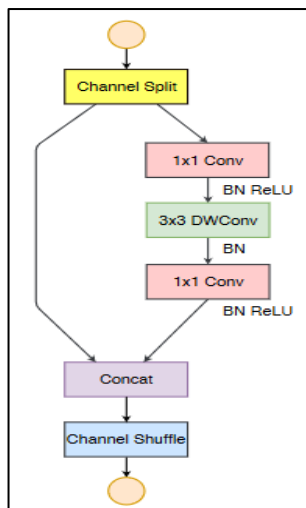 Channel Split
1x1 Conv
BN ReLU
3x3 DWConv
BN
1x1 Conv
BN ReLU
Concat
Channel Shuffle